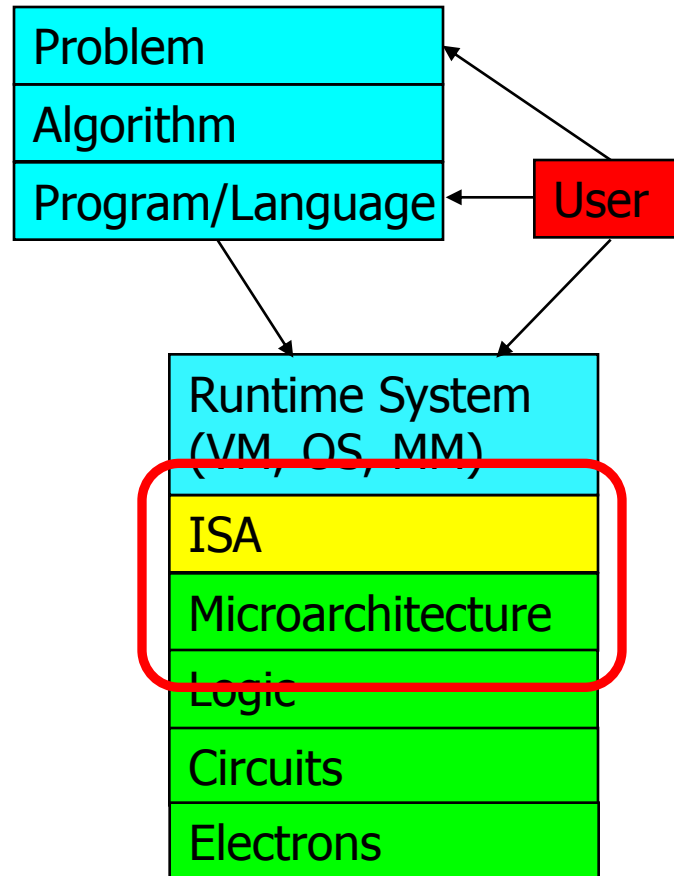 Problem
Algorithm
Program/Language
User
Runtime System
(VM, OS, MM)
ISA
Microarchitecture
Logic
Circuits
Electrons